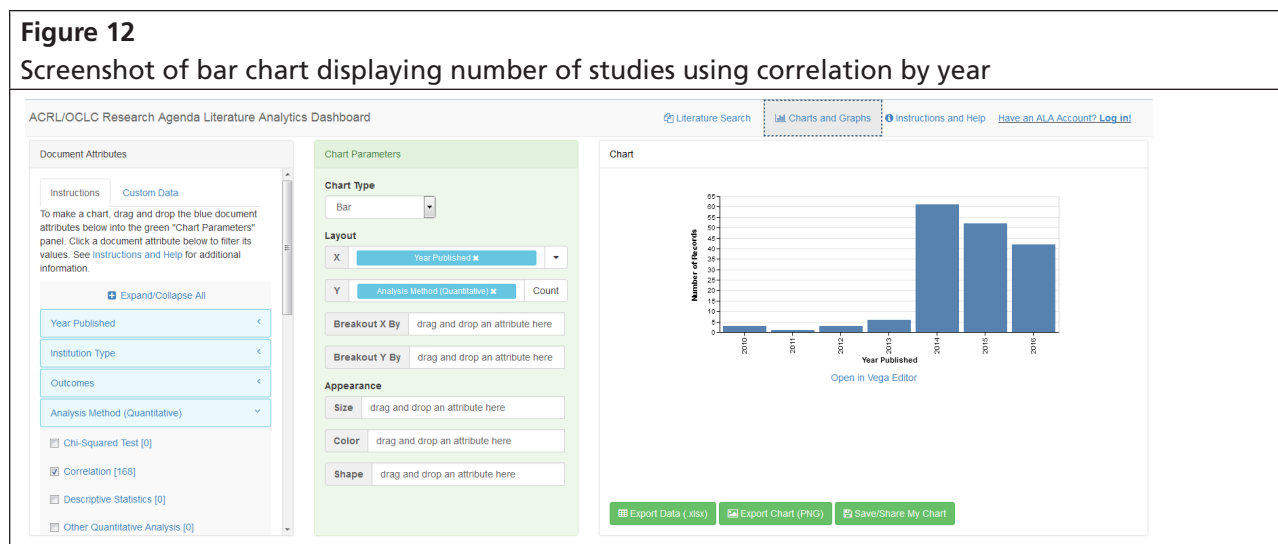 Figure 12
Screenshot of bar chart displaying number of studies using correlation by year
ACRL/OCLC Research Agenda Literature Analytics Dashboard
Literature Search
Charts and Graphs
Instructions and Help
Have an ALA Account? Log in!
Document Attributes
Instructions
Custom Data
To make a chart, drag and drop the blue document
attributes below into the green "Chart Parameters"
panel. Click a document attribute below to filter its
values. See Instructions and Help for additional
information.
Expand/Collapse All
Year Published
Institution Type
Outcomes
Analysis Method (Quantitative)
Chi-Squared Test [0]
Correlation [168]
Descriptive Statistics [0]
Other Quantitative Analysis [0]
Chart Parameters
Chart Type
Bar
Layout
X Year Published
Y Analysis Method (Quantitative) Count
Breakout X By drag and drop an attribute here
Breakout Y By drag and drop an attribute here
Appearance
Size drag and drop an attribute here
Color drag and drop an attribute here
Shape drag and drop an attribute here
Chart
Number of Records
65
60
55
50
45
40
35
30
25
20
15
10
5
0
2010 2011 2012 2013 2014 2015 2016
Year Published
Open in Vega Editor
Export Data (.xlsx)
Export Chart (PNG)
Save/Share My Chart